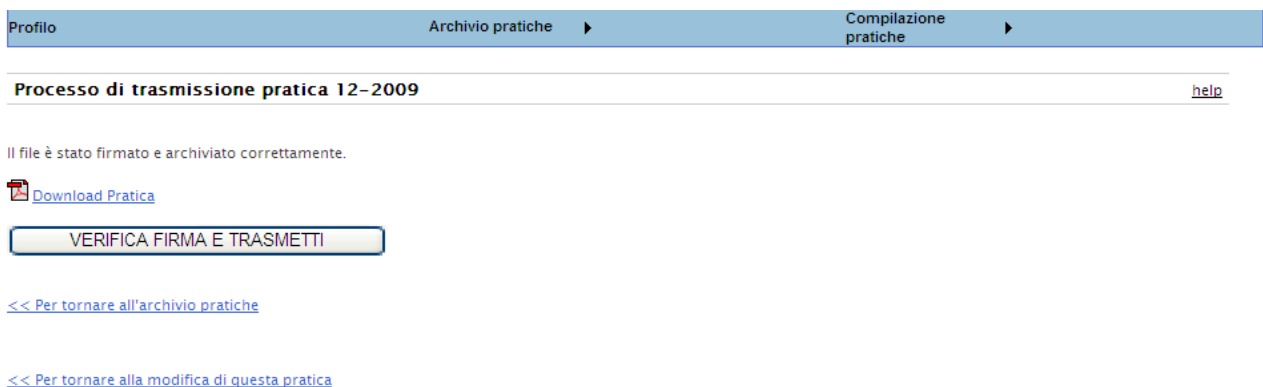 Profilo
Archivio pratiche
Compilazione
pratiche
Processo di trasmissione pratica 12-2009
help
Il file è stato firmato e archiviato correttamente.
Download Pratica
VERIFICA FIRMA E TRASMETTI
<< Per tornare all'archivio pratiche
<< Per tornare alla modifica di questa pratica